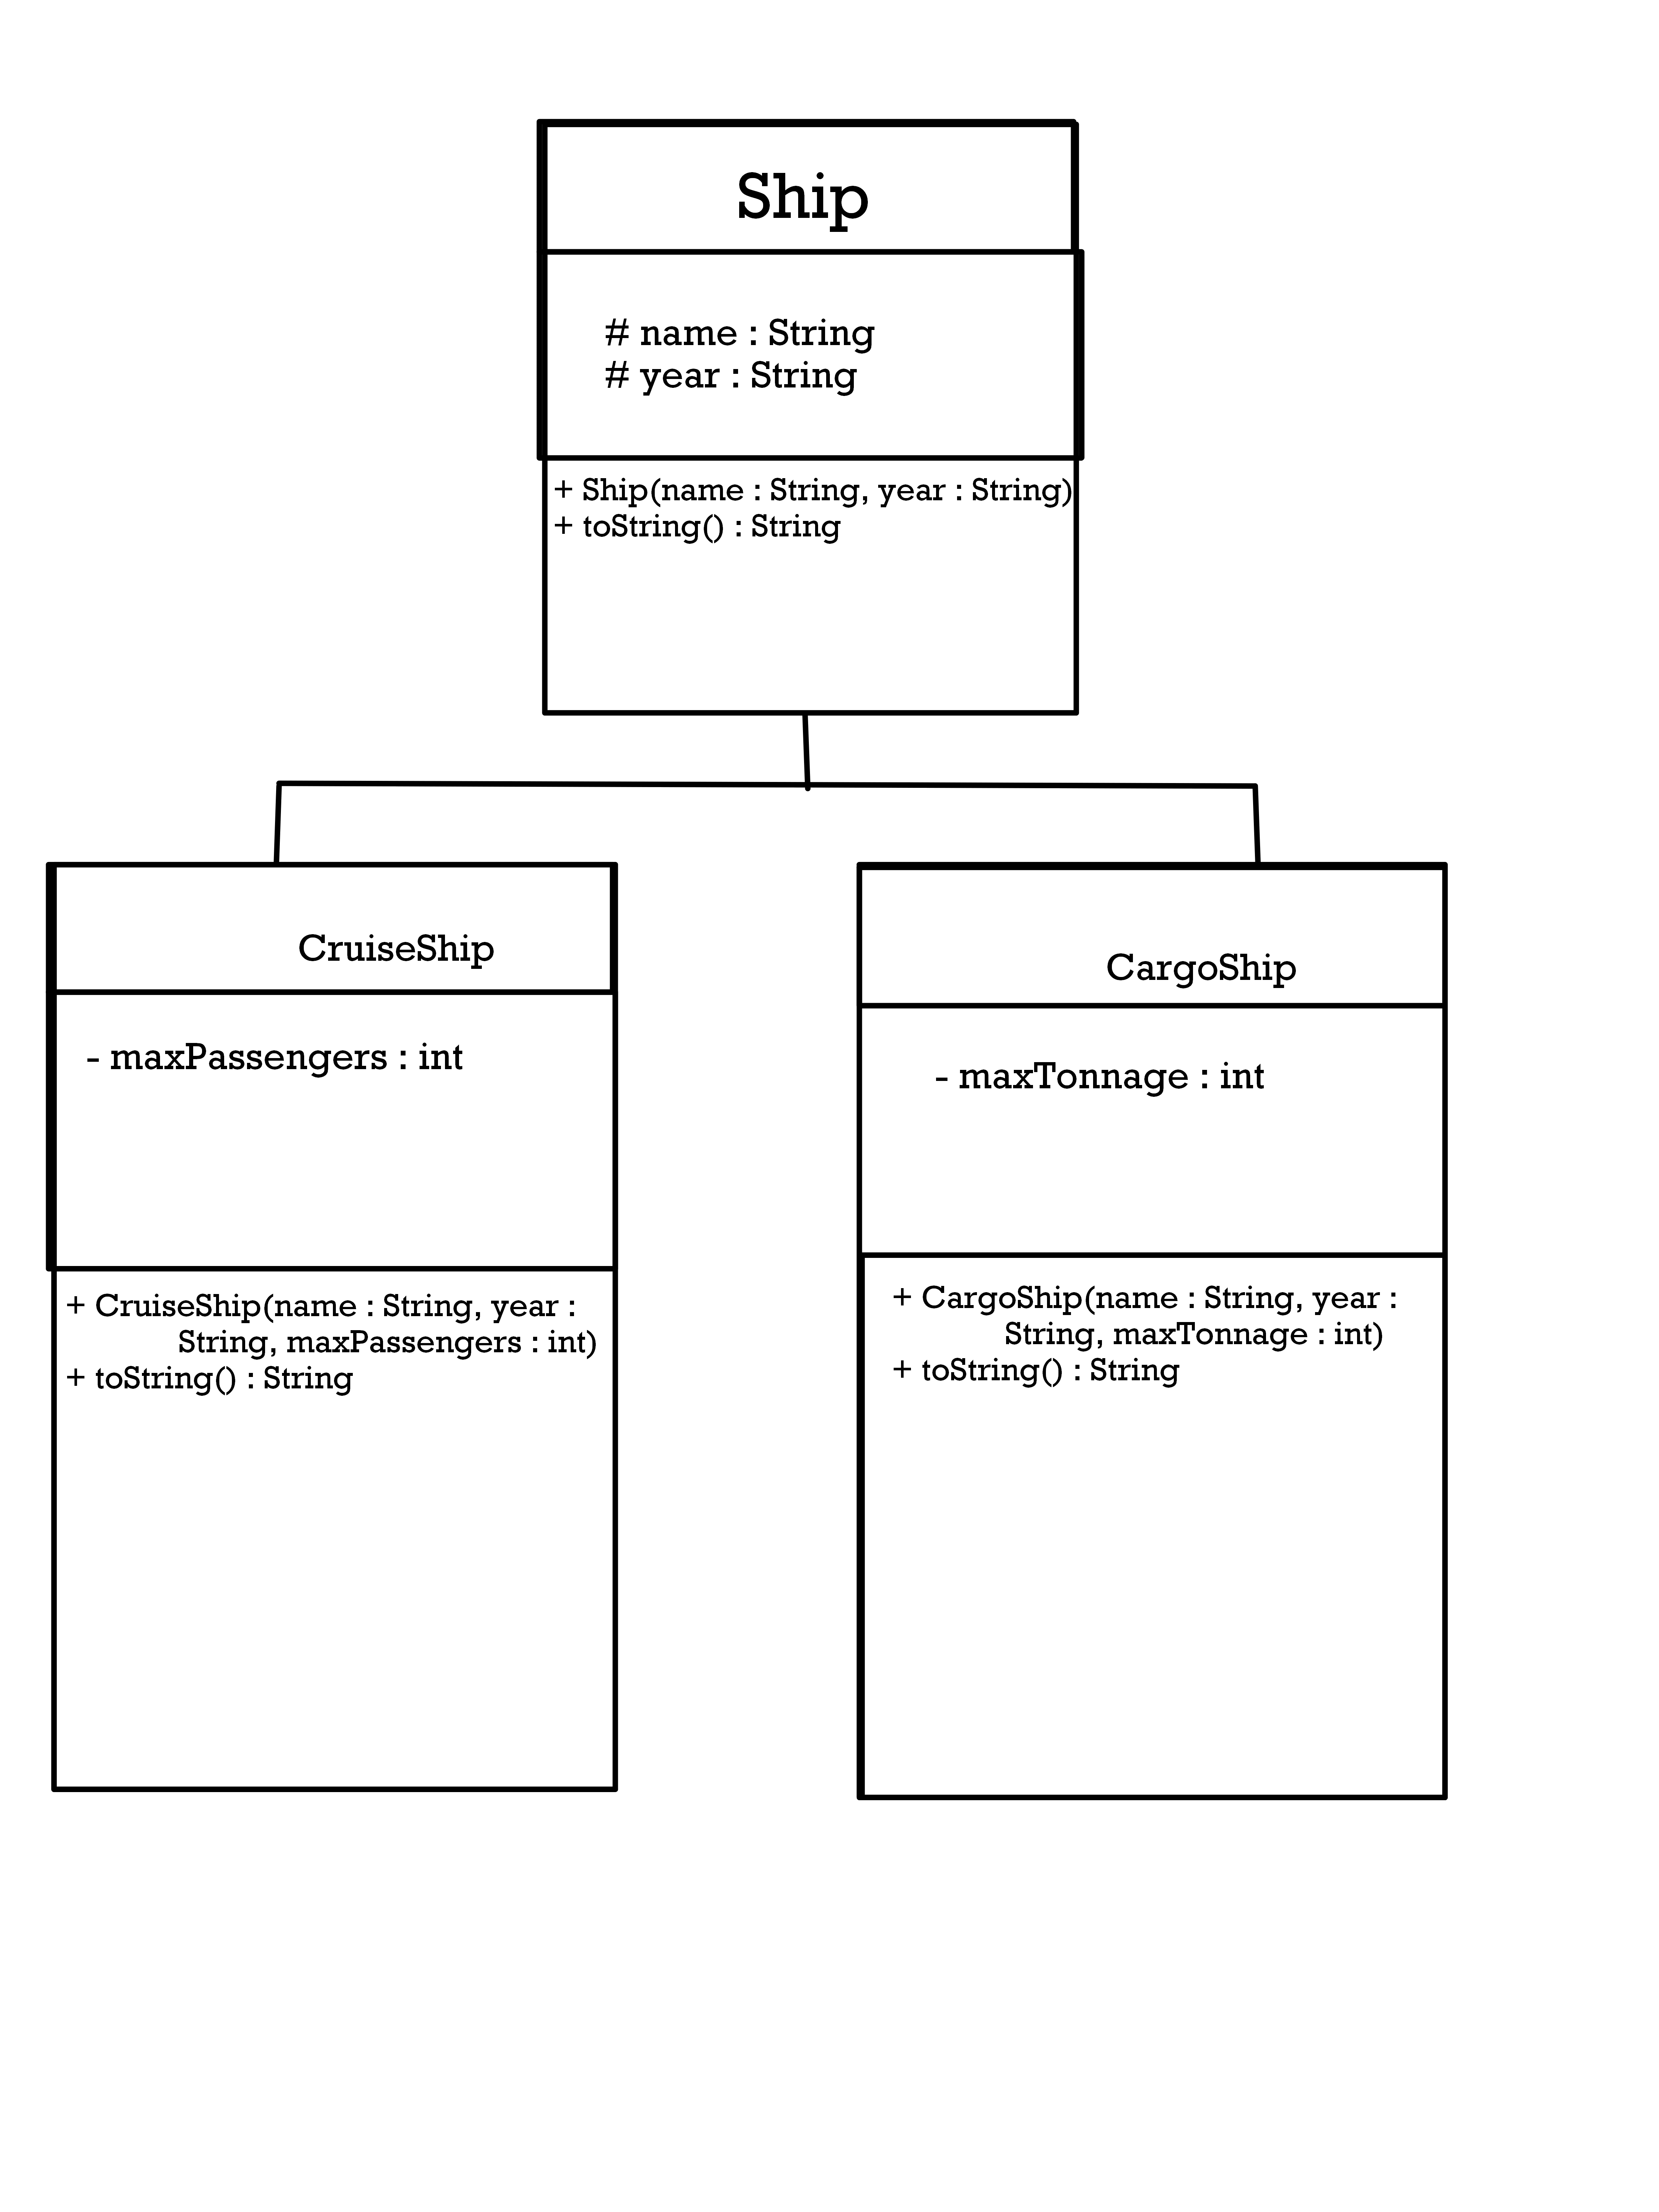 Ship
# name : String
# year : String
+ Ship(name : String, year : String)
+ toString() : String
CruiseShip
- maxPassengers : int
+ CruiseShip(name : String, year :
String, maxPassengers : int)
+ toString() : String
CargoShip
- maxTonnage : int
+ CargoShip(name : String, year :
String, maxTonnage : int)
+ toString() : String